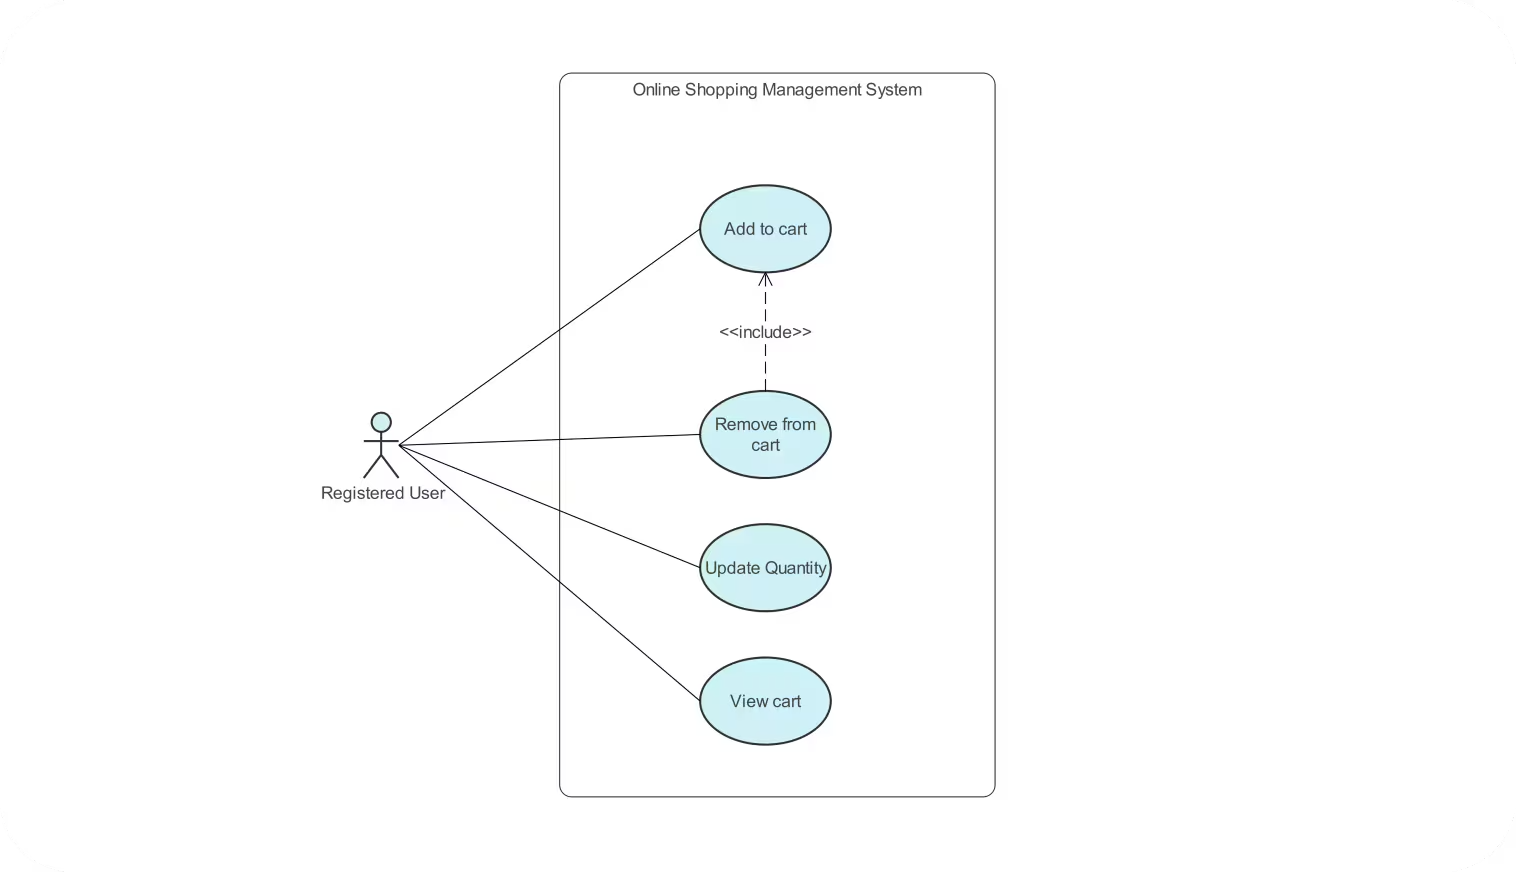 Online Shopping Management System
Add to cart
<<include>>
Remove from
cart
Registered User
Update Quantity
View cart